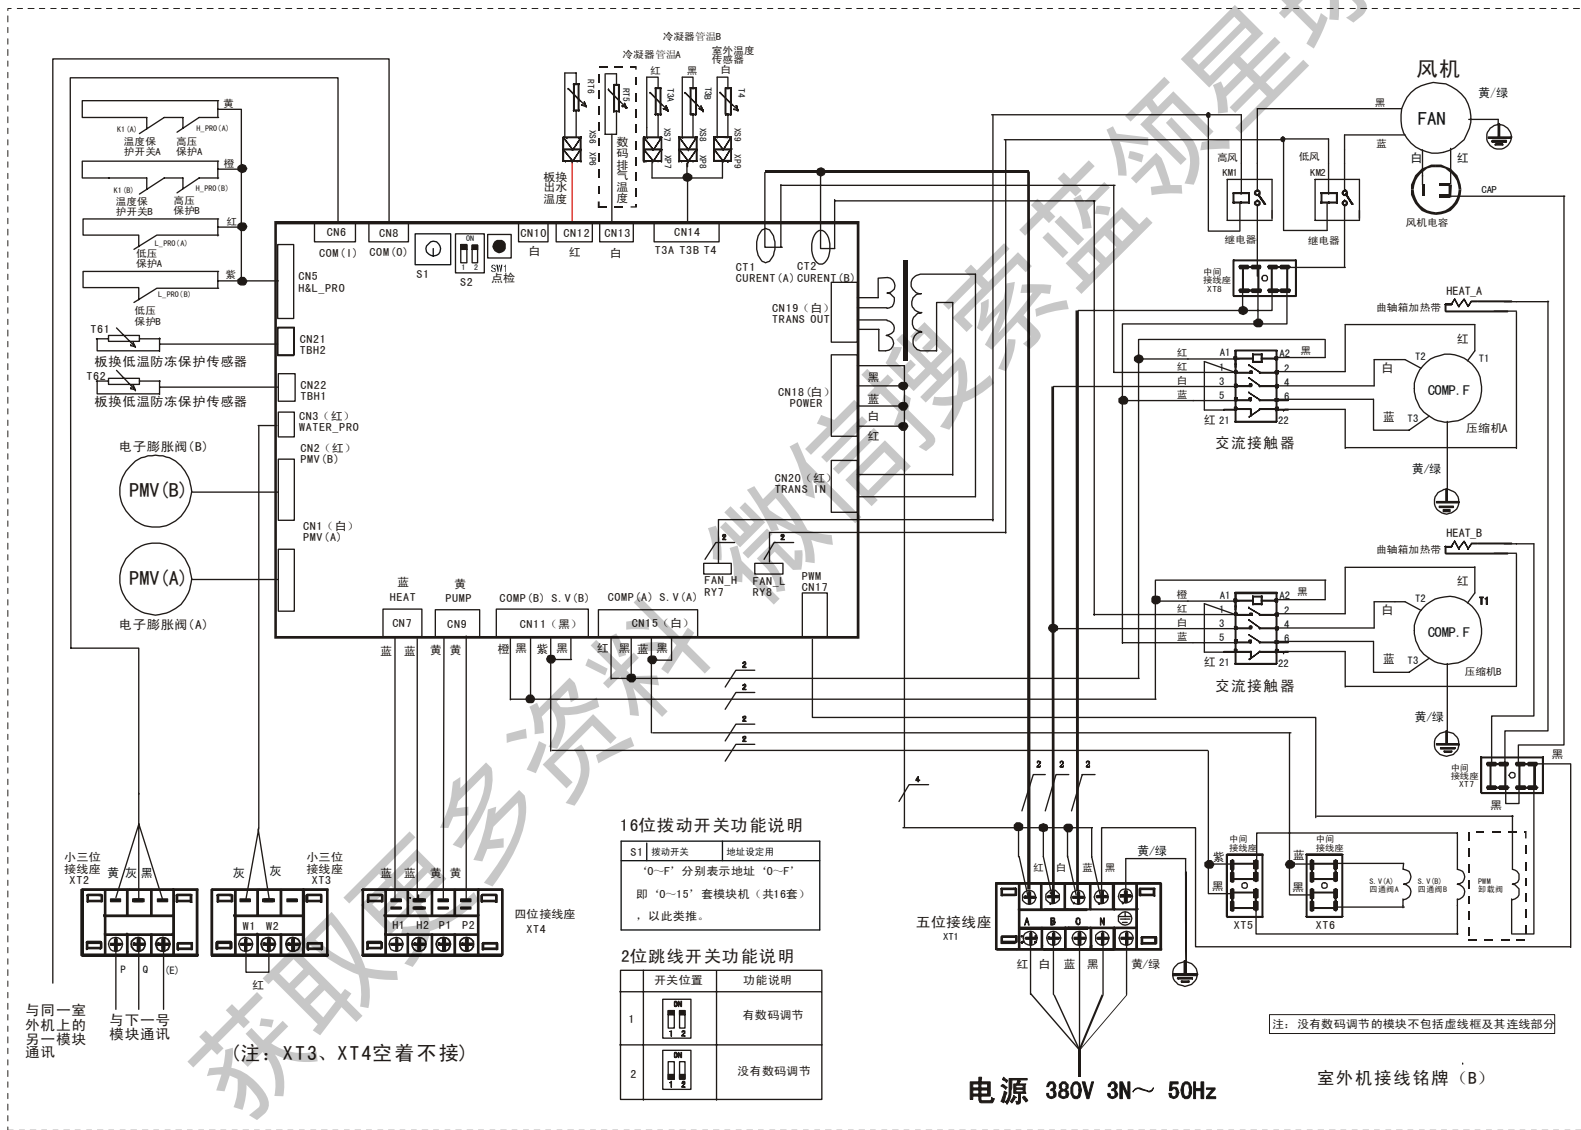 冷凝器管温B
冷凝器管温A
室外温度
传感器
红
黑
白
RT6
RT5
T3A
T3B
T4
XS6
XP6
XS7
XP7
XS8
XP8
XS9
XP9
板换
出水
温度
数码排气温度
黄
K1(A)
H_PRO(A)
温度保
护开关A
高压
保护A
橙
K1(B)
H_PRO(B)
温度保
护开关B
高压
保护B
红
L_PRO(A)
低压
保护A
紫
L_PRO(B)
低压
保护B
T61
板换低温防冻保护传感器
T62
板换低温防冻保护传感器
电子膨胀阀(B)
PMV(B)
PMV(A)
电子膨胀阀(A)
CN6
COM(I)
CN8
COM(O)
S1
ON
1 2
S2
SW1
点检
CN10
白
CN12
红
CN13
白
CN14
T3A T3B T4
CT1
CURENT(A)
CT2
CURENT(B)
CN5
H&L_PRO
CN21
TBH2
CN22
TBH1
CN3（红）
WATER_PRO
CN2（红）
PMV(B)
CN1（白）
PMV(A)
CN19（白）
TRANS OUT
CN18(白)
POWER
黑
蓝
白
红
CN20（红）
TRANS IN
FAN_H
RY7
FAN_L
RY8
2
2
PWM
CN17
蓝
HEAT
CN7
黄
PUMP
CN9
COMP(B) S.V(B)
CN11（黑）
COMP(A) S.V(A)
CN15（白）
蓝 蓝 黄 黄
橙 黑 紫 黑
红 黑 蓝 黑
2
2
2
2
4
2 2 2
风机
FAN
黄/绿
黑
蓝
白
红
CAP
风机电容
高风
KM1
低风
KM2
继电器
继电器
中间
接线座
XT8
HEAT_A
曲轴箱加热带
红 A1 A2 黑
红 1 2
白 3 4
蓝 5 6
红 21 22
交流接触器
红
白
蓝
T2
T1
T3
COMP.F
压缩机A
黄/绿
HEAT_B
曲轴箱加热带
橙 A1 A2 黑
红 1 2
白 3 4
蓝 5 6
红 21 22
交流接触器
红
白
蓝
T2
T1
T3
COMP.F
压缩机B
黄/绿
中间
接线座
XT7
黑
黑
小三位
接线座
XT2
黄 灰 黑
P Q (E)
灰 灰
小三位
接线座
XT3
W1 W2
红
蓝 蓝 黄 黄
H1 H2 P1 P2
四位接线座
XT4
与同一室
外机上的
另一模块
通讯
与下一号
模块通讯
(注：XT3、XT4空着不接)
16位拨动开关功能说明
S1 拨动开关 地址设定用
‘0~F’分别表示地址‘0~F’
即‘0~15’套模块机（共16套）
，以此类推。
2位跳线开关功能说明
开关位置 功能说明
1 ON 1 2 有数码调节
2 ON 1 2 没有数码调节
五位接线座
XT1
红 白 蓝 黑 黄/绿
A B C N
红 白 蓝 黑 黄/绿
电源 380V 3N～ 50Hz
紫
黑
中间
接线座
XT5
蓝
黑
中间
接线座
XT6
S.V(A)
四通阀A
S.V(B)
四通阀B
PWM
卸载阀
注：没有数码调节的模块不包括虚线框及其连线部分
室外机接线铭牌（B）
获取更多资料 微信搜索蓝领星球